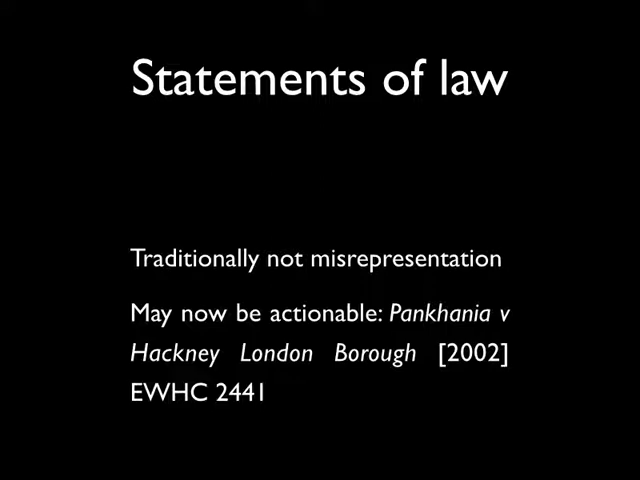 Statements of law
Traditionally not misrepresentation
May now be actionable: Pankhania v
Hackney London Borough [2002]
EWHC 2441